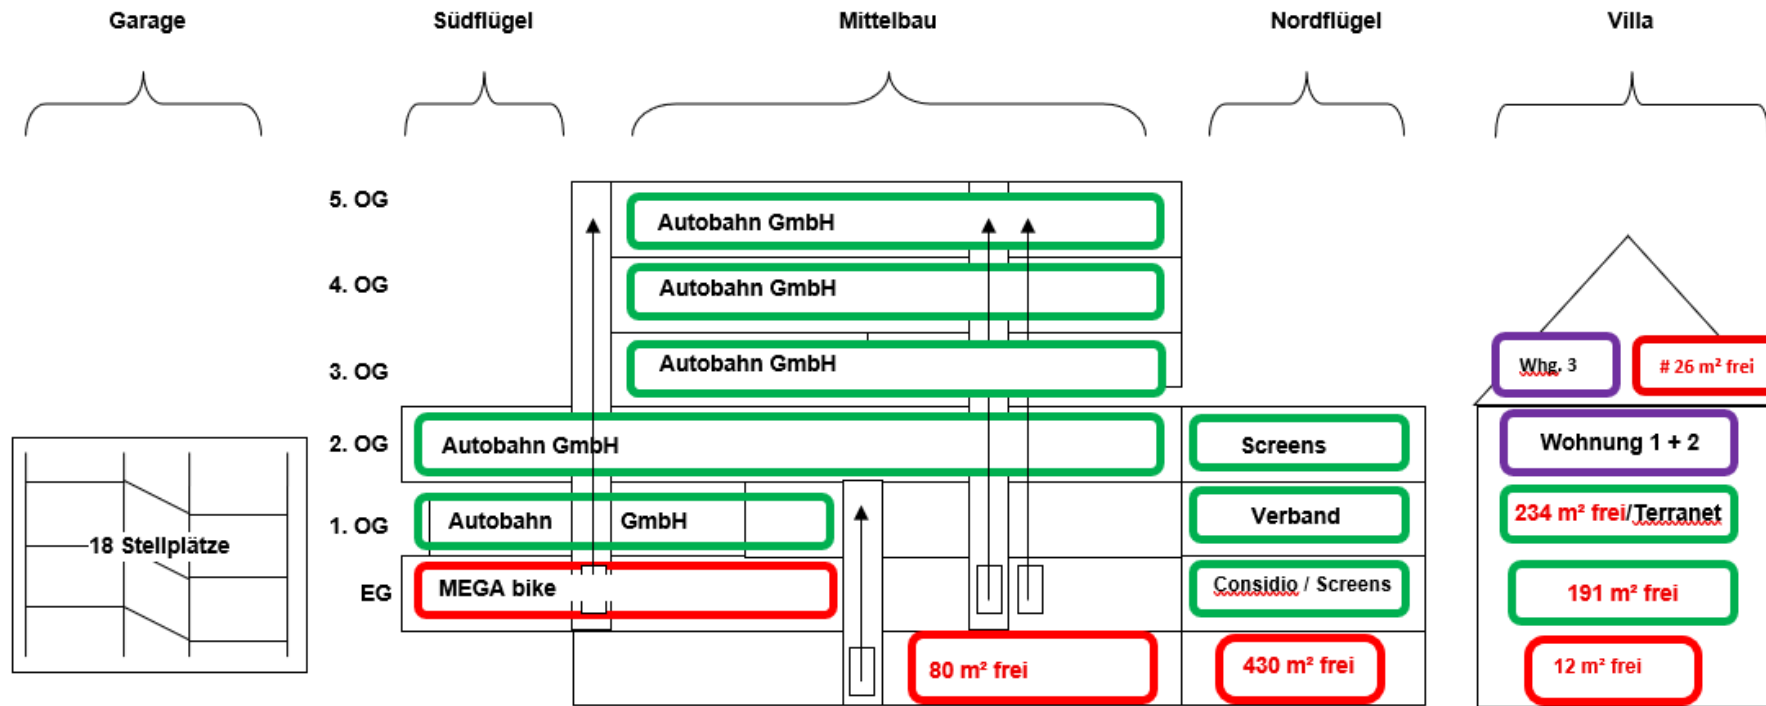 Garage
Südflügel
Mittelbau
Nordflügel
Villa
5. OG
Autobahn GmbH
4. OG
Autobahn GmbH
3. OG
Autobahn GmbH
Whg. 3
# 26 m² frei
2. OG
Autobahn GmbH
Screens
Wohnung 1 + 2
1. OG
Autobahn GmbH
Verband
234 m² frei/Terranet
18 Stellplätze
EG
MEGA bike
Considio / Screens
191 m² frei
80 m² frei
430 m² frei
12 m² frei